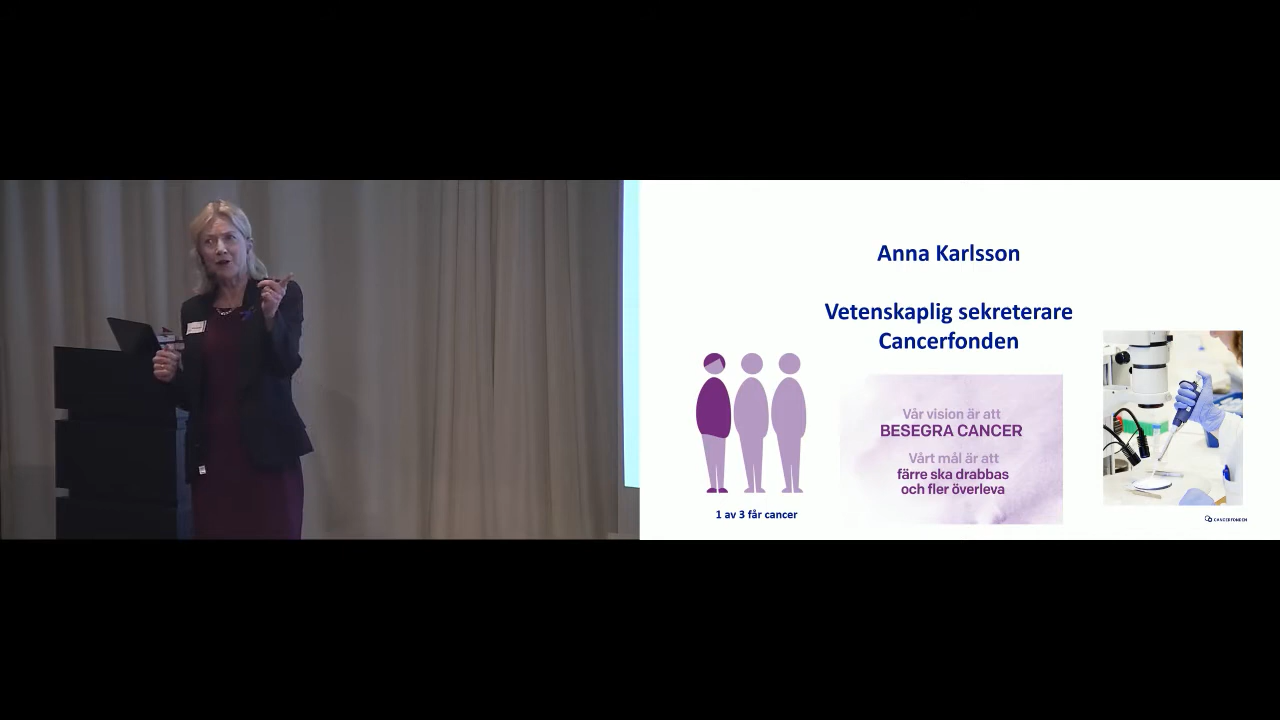 Anna Karlsson
Vetenskaplig sekreterare
Cancerfonden
Vår vision är att
BESEGRA CANCER
Vårt mål är att
färre ska drabbas
och fler överleva
1 av 3 får cancer
CANCERFONDEN